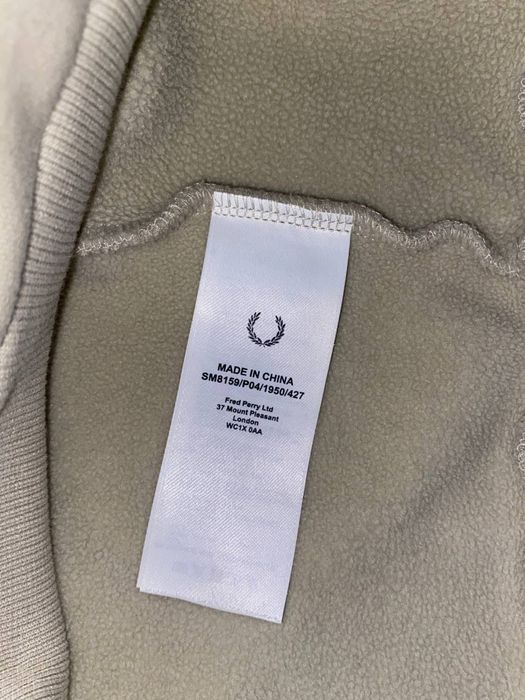 MADE IN CHINA
SM8159/P04/1950/427
Fred Perry Ltd
37 Mount Pleasant
London
WC1X 0AA